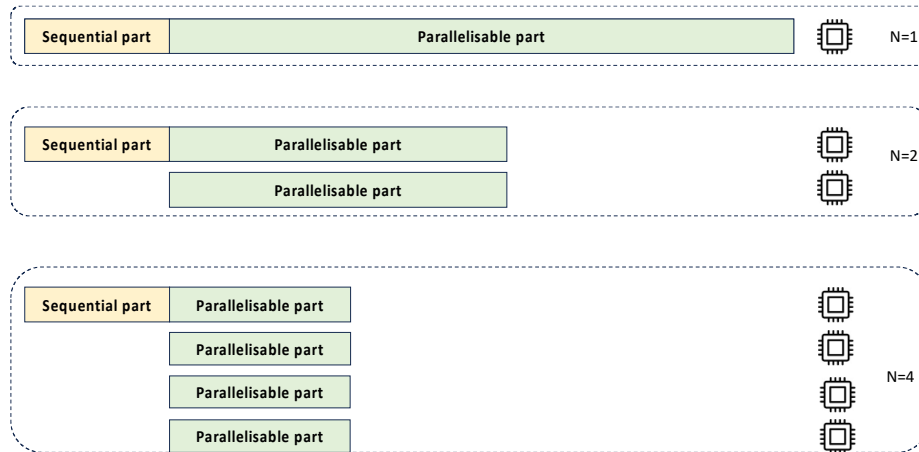 Sequential part Parallelisable part N=1
Sequential part Parallelisable part N=2
Parallelisable part
Sequential part Parallelisable part
Parallelisable part
Parallelisable part N=4
Parallelisable part